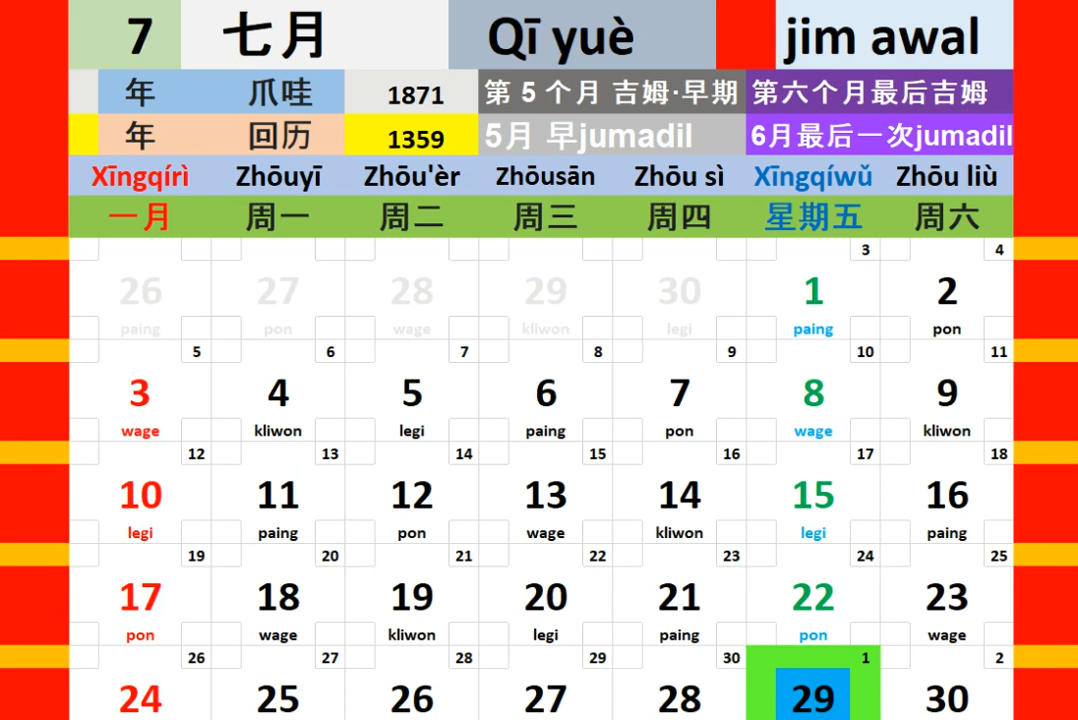 7 七月 Qī yuè jim awal
年 爪哇 1871 第 5 个月 吉姆·早期 第六个月最后吉姆
年 回历 1359 5月 早jumadil 6月最后一次jumadil
Xīngqírì Zhōuyī Zhōu'èr Zhōusān Zhōu sì Xīngqíwǔ Zhōu liù
一月 周一 周二 周三 周四 星期五 周六
3 4
26 27 28 29 30 1 2
paing pon wage kliwon legi paing pon
5 6 7 8 9 10 11
3 4 5 6 7 8 9
wage kliwon legi paing pon wage kliwon
12 13 14 15 16 17 18
10 11 12 13 14 15 16
legi paing pon wage kliwon legi paing
19 20 21 22 23 24 25
17 18 19 20 21 22 23
pon wage kliwon legi paing pon wage
26 27 28 29 30 1 2
24 25 26 27 28 29 30